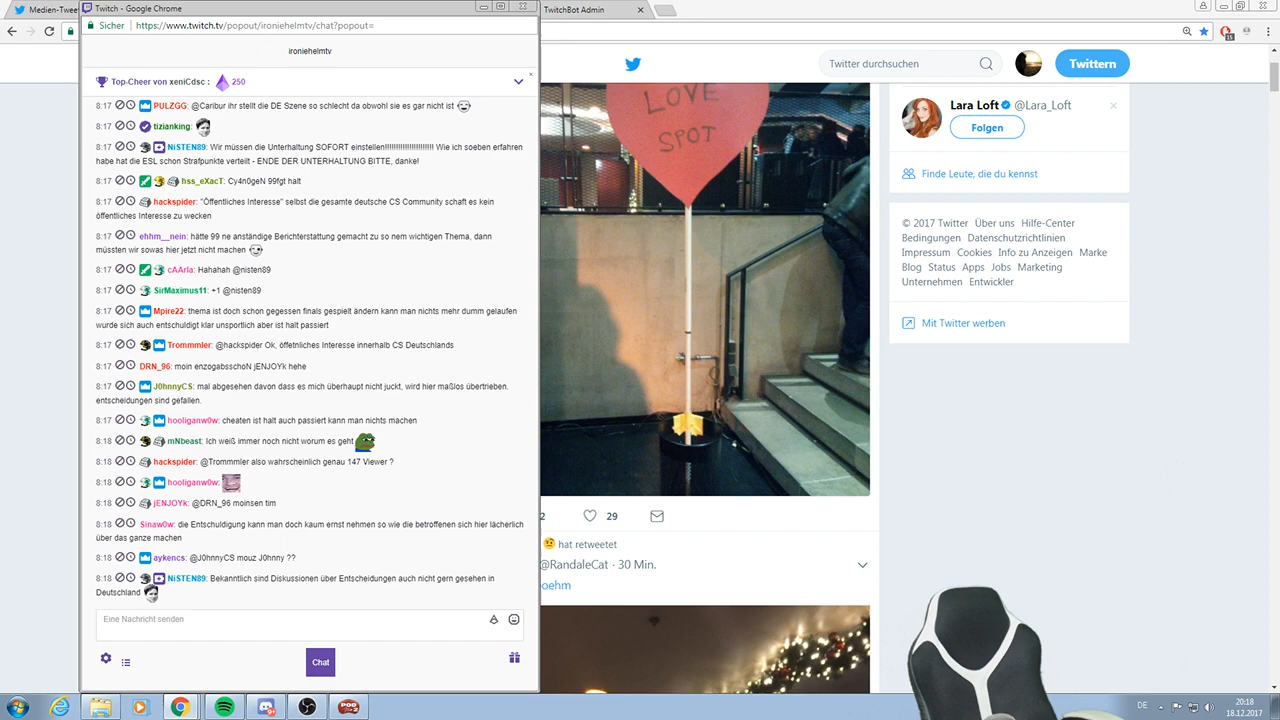 Medien-Tweet
Twitch - Google Chrome
TwitchBot Admin
Sicher
https://www.twitch.tv/popout/ironiehelmtv/chat?popout=
ironiehelmtv
Top-Cheer von xeniCdsc : 250
8:17 PULZGG: @Caribur ihr stellt die DE Szene so schlecht da obwohl sie es gar nicht ist
8:17 tizianking:
8:17 NiSTEN89: Wir müssen die Unterhaltung SOFORT einstellen!!!!!!!!!!!!!!!!!!!!!!! Wie ich soeben erfahren
habe hat die ESL schon Strafpunkte verteilt - ENDE DER UNTERHALTUNG BITTE, danke!
8:17 hss_eXacT: Cy4n0geN 99fgt halt
8:17 hackspider: "Öffentliches Interesse" selbst die gesamte deutsche CS Community schaft es kein
öffentliches Interesse zu wecken
8:17 ehhm__nein: hätte 99 ne anständige Berichterstattung gemacht zu so nem wichtigen Thema, dann
müssten wir sowas hier jetzt nicht machen
8:17 cAArla: Hahahah @nisten89
8:17 SirMaximus11: +1 @nisten89
8:17 Mpire22: thema ist doch schon gegessen finals gespielt ändern kann man nichts mehr dumm gelaufen
wurde sich auch entschuldigt klar unsportlich aber ist halt passiert
8:17 Trommmler: @hackspider Ok, öffetnliches Interesse innerhalb CS Deutschlands
8:17 DRN_96: moin enzogabsschoN jENJOYk hehe
8:17 J0hnnyCS: mal abgesehen davon dass es mich überhaupt nicht juckt, wird hier maßlos übertrieben.
entscheidungen sind gefallen.
8:17 hooliganw0w: cheaten ist halt auch passiert kann man nichts machen
8:18 mNbeast: Ich weiß immer noch nicht worum es geht
8:18 hackspider: @Trommmler also wahrscheinlich genau 147 Viewer ?
8:18 hooliganw0w:
8:18 jENJOYk: @DRN_96 moinsen tim
8:18 Sinaw0w: die Entschuldigung kann man doch kaum ernst nehmen so wie die betroffenen sich hier lächerlich
über das ganze machen
8:18 aykencs: @J0hnnyCS mouz J0hnny ??
8:18 NiSTEN89: Bekanntlich sind Diskussionen über Entscheidungen auch nicht gern gesehen in
Deutschland
Eine Nachricht senden
Chat
Twitter durchsuchen
Twittern
LOVE
SPOT
2 29
hat retweetet
@RandaleCat · 30 Min.
oehm
Lara Loft @Lara_Loft
Folgen
Finde Leute, die du kennst
© 2017 Twitter Über uns Hilfe-Center
Bedingungen Datenschutzrichtlinien
Impressum Cookies Info zu Anzeigen Marke
Blog Status Apps Jobs Marketing
Unternehmen Entwickler
Mit Twitter werben
DE
20:18
18.12.2017